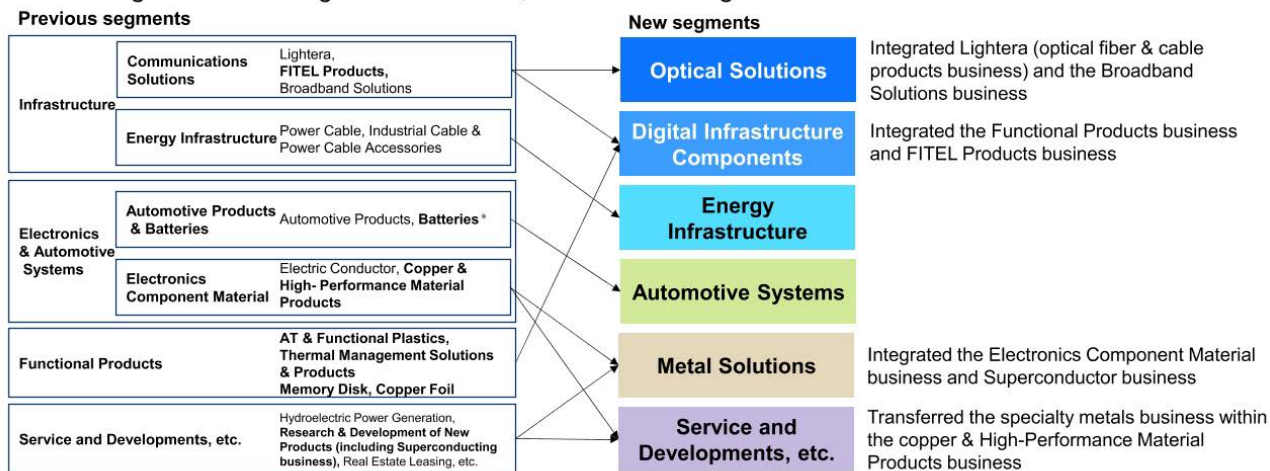 Previous segments
New segments
Infrastructure
Communications
Solutions
Lightera,
FITEL Products,
Broadband Solutions
Energy Infrastructure
Power Cable, Industrial Cable &
Power Cable Accessories
Electronics
& Automotive
Systems
Automotive Products
& Batteries
Automotive Products, Batteries*
Electronics
Component Material
Electric Conductor, Copper &
High- Performance Material
Products
Functional Products
AT & Functional Plastics,
Thermal Management Solutions
& Products
Memory Disk, Copper Foil
Service and Developments, etc.
Hydroelectric Power Generation,
Research & Development of New
Products (including Superconducting
business), Real Estate Leasing, etc.
Optical Solutions
Integrated Lightera (optical fiber & cable
products business) and the Broadband
Solutions business
Digital Infrastructure
Components
Integrated the Functional Products business
and FITEL Products business
Energy
Infrastructure
Automotive Systems
Metal Solutions
Integrated the Electronics Component Material
business and Superconductor business
Service and
Developments, etc.
Transferred the specialty metals business within
the copper & High-Performance Material
Products business